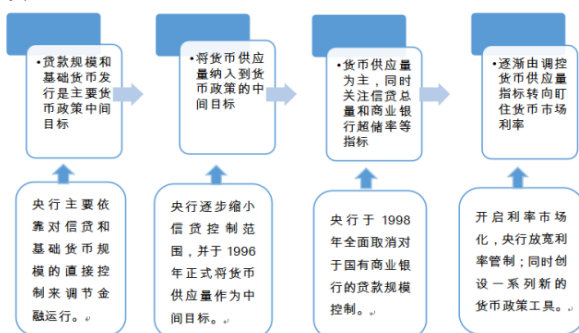 •贷款规模和
基础货币发
行是主要货
币政策中间
目标
•将货币供应
量纳入到货
币政策的中
间目标
•货币供应量
为主，同时
关注信贷总
量和商业银
行超储率等
指标
•逐渐由调控
货币供应量
指标转向盯
住货币市场
利率
央行主要依
靠对信贷和
基础货币规
模的直接控
制来调节金
融运行。
央行逐步缩小
信贷控制范
围，并于 1996
年正式将货币
供应量作为中
间目标。
央行于 1998
年全面取消对
于国有商业银
行的贷款规模
控制。
开启利率市场
化，央行放宽利
率管制；同时创
设一系列新的
货币政策工具。